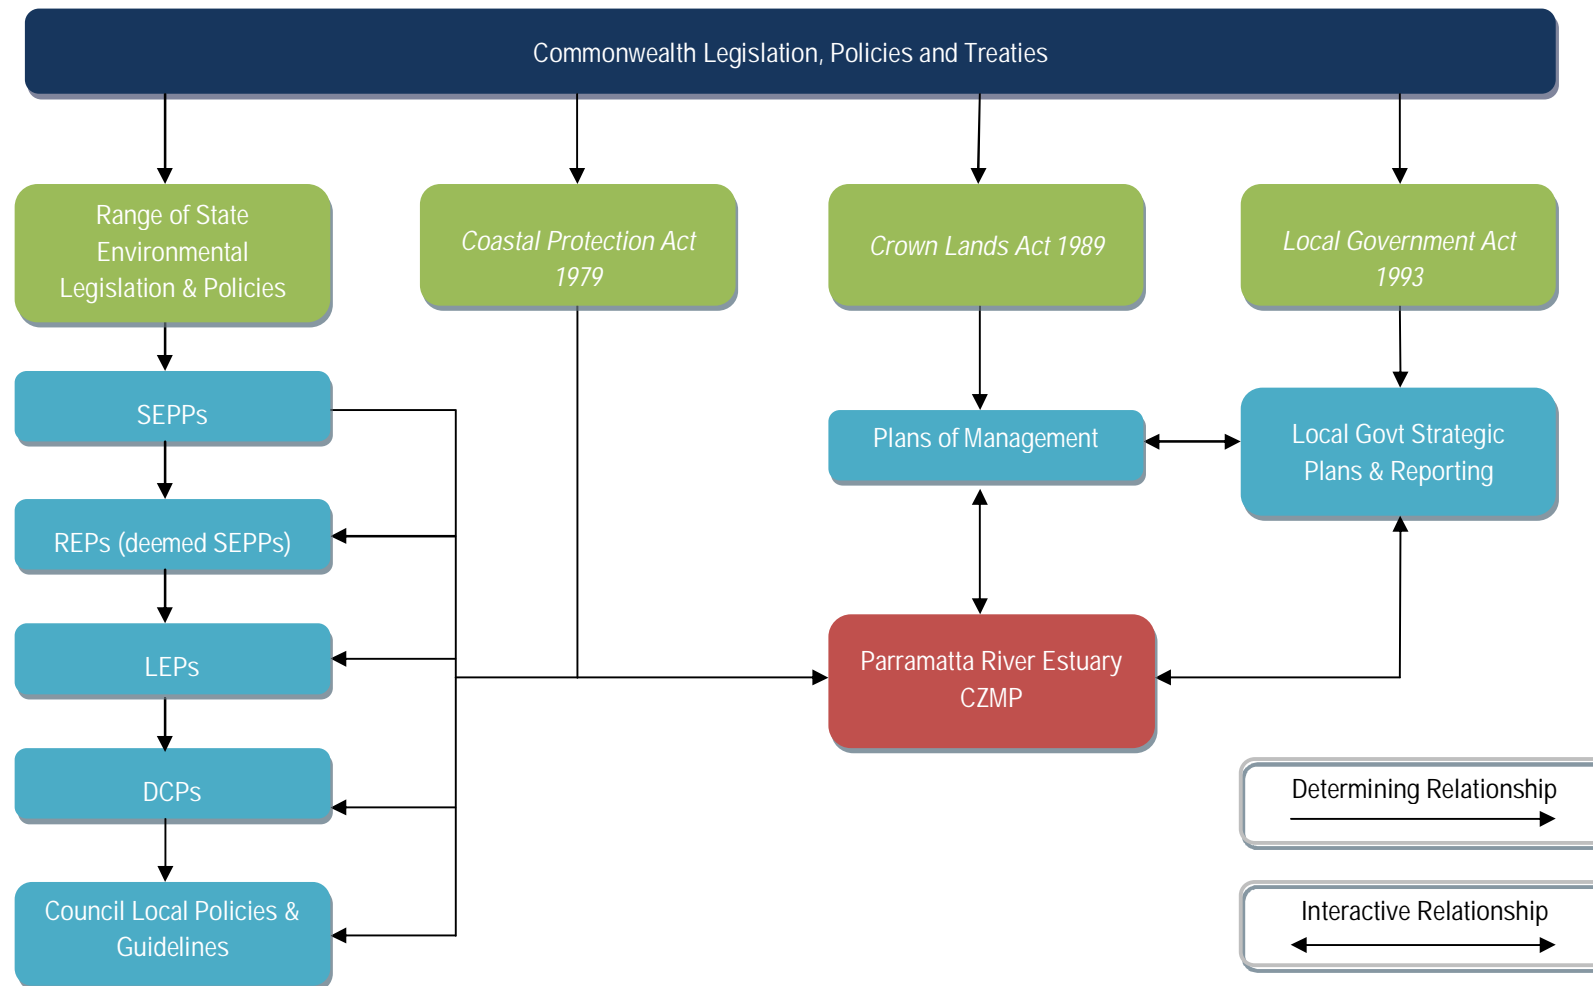 Commonwealth Legislation, Policies and Treaties
Range of State
Environmental
Legislation & Policies
Coastal Protection Act
1979
Crown Lands Act 1989
Local Government Act
1993
SEPPs
Plans of Management
Local Govt Strategic
Plans & Reporting
REPs (deemed SEPPs)
LEPs
Parramatta River Estuary
CZMP
DCPs
Determining Relationship
Council Local Policies &
Guidelines
Interactive Relationship